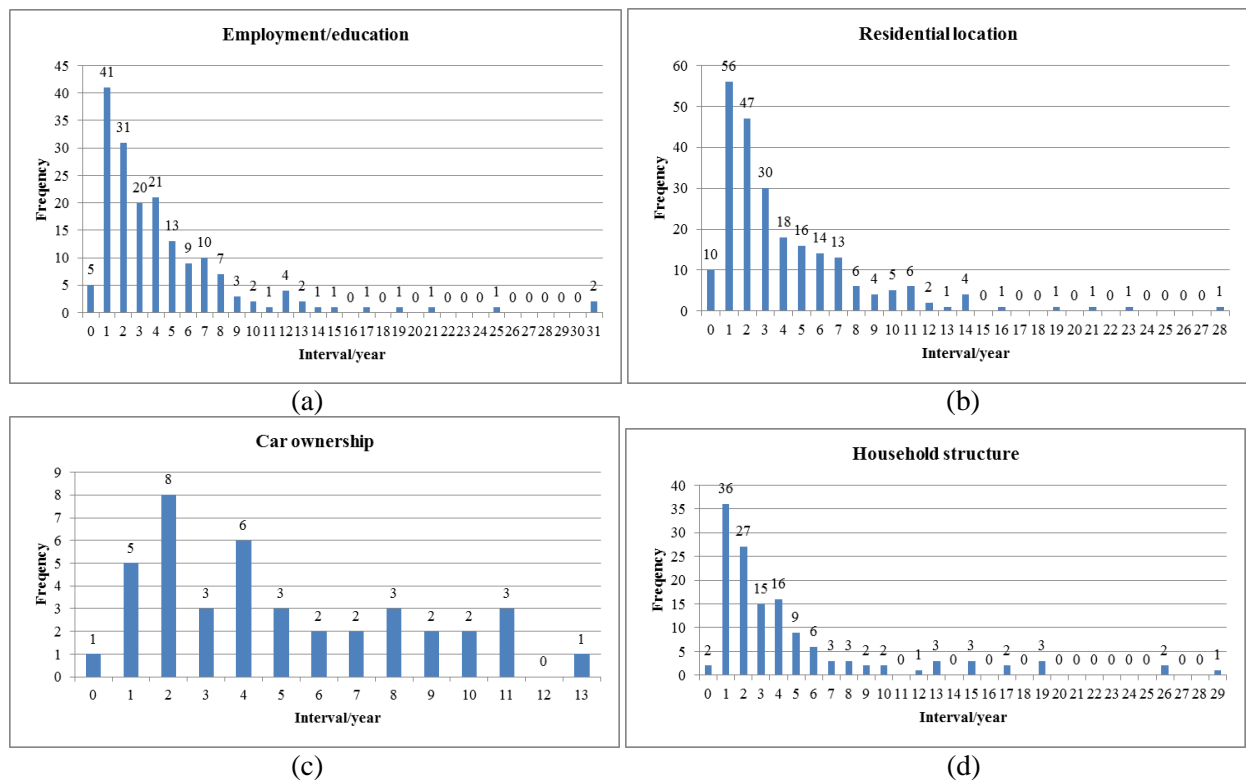 Employment/education
Freqency
45
40
35
30
25
20
15
10
5
0
5 41 31 20 21 13 9 10 7 3 2 1 4 2 1 1 0 1 0 1 0 1 0 0 0 1 0 0 0 0 0 2
0 1 2 3 4 5 6 7 8 9 10 11 12 13 14 15 16 17 18 19 20 21 22 23 24 25 26 27 28 29 30 31
Interval/year
(a)
Residential location
Freqency
60
50
40
30
20
10
0
10 56 47 30 18 16 14 13 6 4 5 6 2 1 4 0 1 0 0 1 0 1 0 1 0 0 0 0 1
0 1 2 3 4 5 6 7 8 9 10 11 12 13 14 15 16 17 18 19 20 21 22 23 24 25 26 27 28
Interval/year
(b)
Car ownership
Freqency
9
8
7
6
5
4
3
2
1
0
1 5 8 3 6 3 2 2 3 2 2 3 0 1
0 1 2 3 4 5 6 7 8 9 10 11 12 13
Interval/year
(c)
Household structure
Freqency
40
35
30
25
20
15
10
5
0
2 36 27 15 16 9 6 3 3 2 2 0 1 3 0 3 0 2 0 3 0 0 0 0 0 0 2 0 0 1
0 1 2 3 4 5 6 7 8 9 10 11 12 13 14 15 16 17 18 19 20 21 22 23 24 25 26 27 28 29
Interval/year
(d)